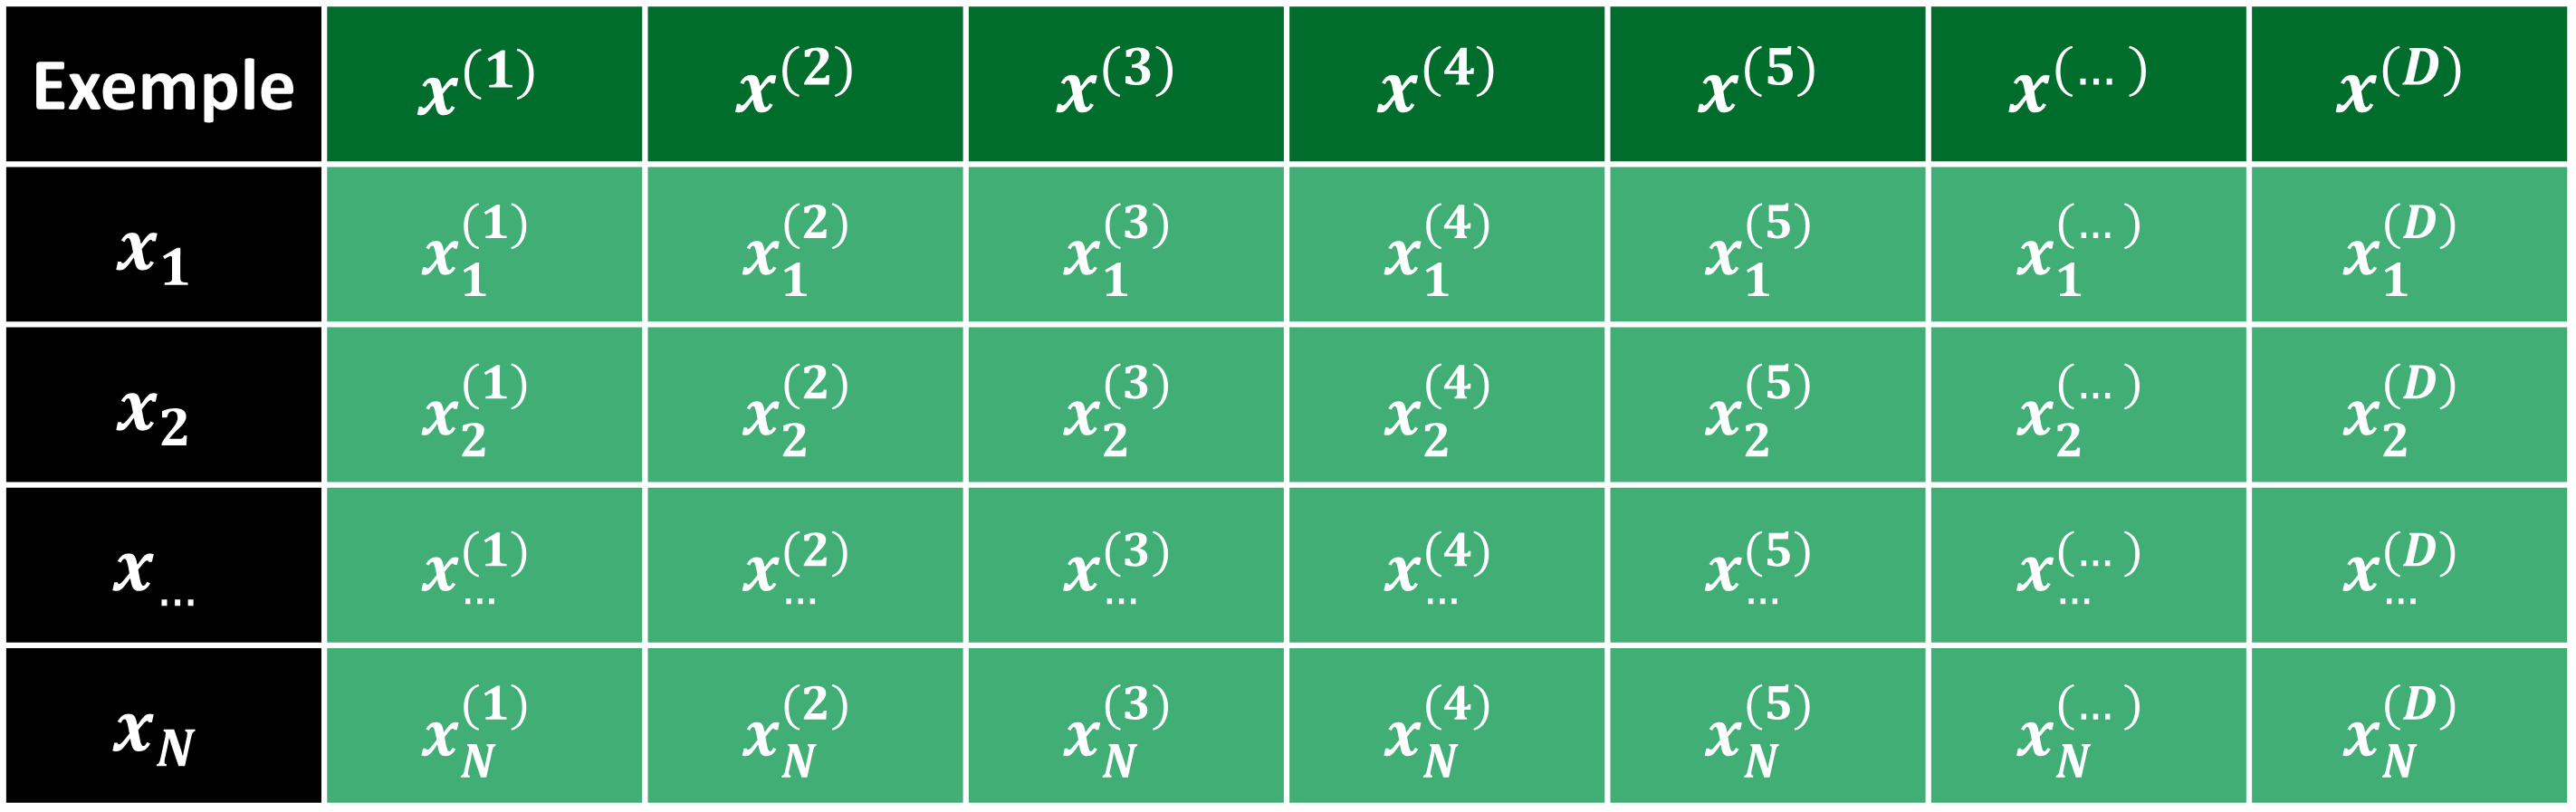 Exemple x^(1) x^(2) x^(3) x^(4) x^(5) x^(…) x^(D)
x_1 x_1^(1) x_1^(2) x_1^(3) x_1^(4) x_1^(5) x_1^(…) x_1^(D)
x_2 x_2^(1) x_2^(2) x_2^(3) x_2^(4) x_2^(5) x_2^(…) x_2^(D)
x_… x_…^(1) x_…^(2) x_…^(3) x_…^(4) x_…^(5) x_…^(…) x_…^(D)
x_N x_N^(1) x_N^(2) x_N^(3) x_N^(4) x_N^(5) x_N^(…) x_N^(D)